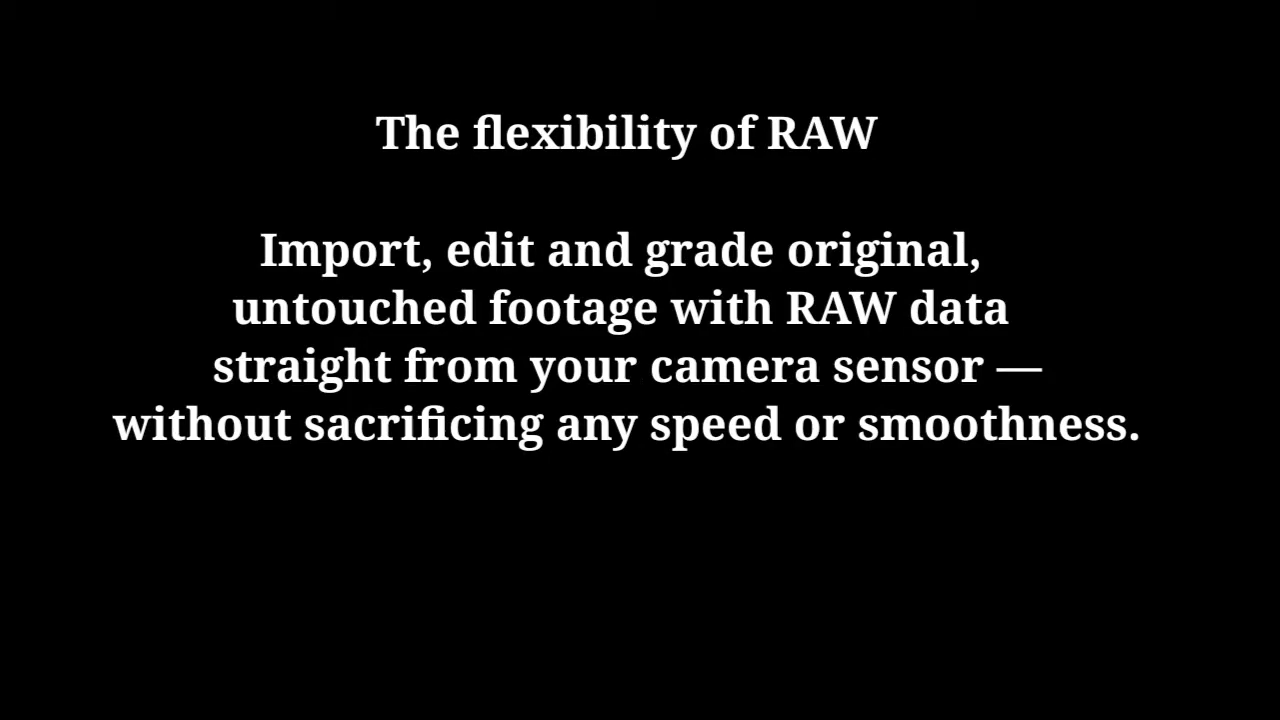 The flexibility of RAW
Import, edit and grade original,
untouched footage with RAW data
straight from your camera sensor —
without sacrificing any speed or smoothness.